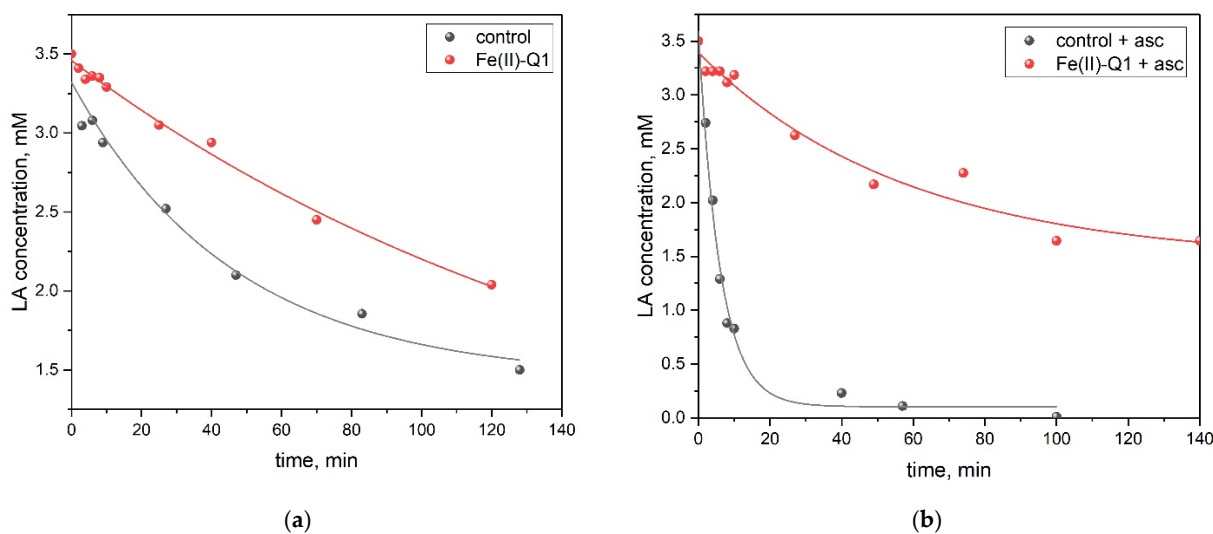 control
Fe(II)-Q1
3.5
3.0
2.5
2.0
1.5
LA concentration, mM
0 20 40 60 80 100 120 140
time, min
(a)
control + asc
Fe(II)-Q1 + asc
3.5
3.0
2.5
2.0
1.5
1.0
0.5
0.0
LA concentration, mM
0 20 40 60 80 100 120 140
time, min
(b)